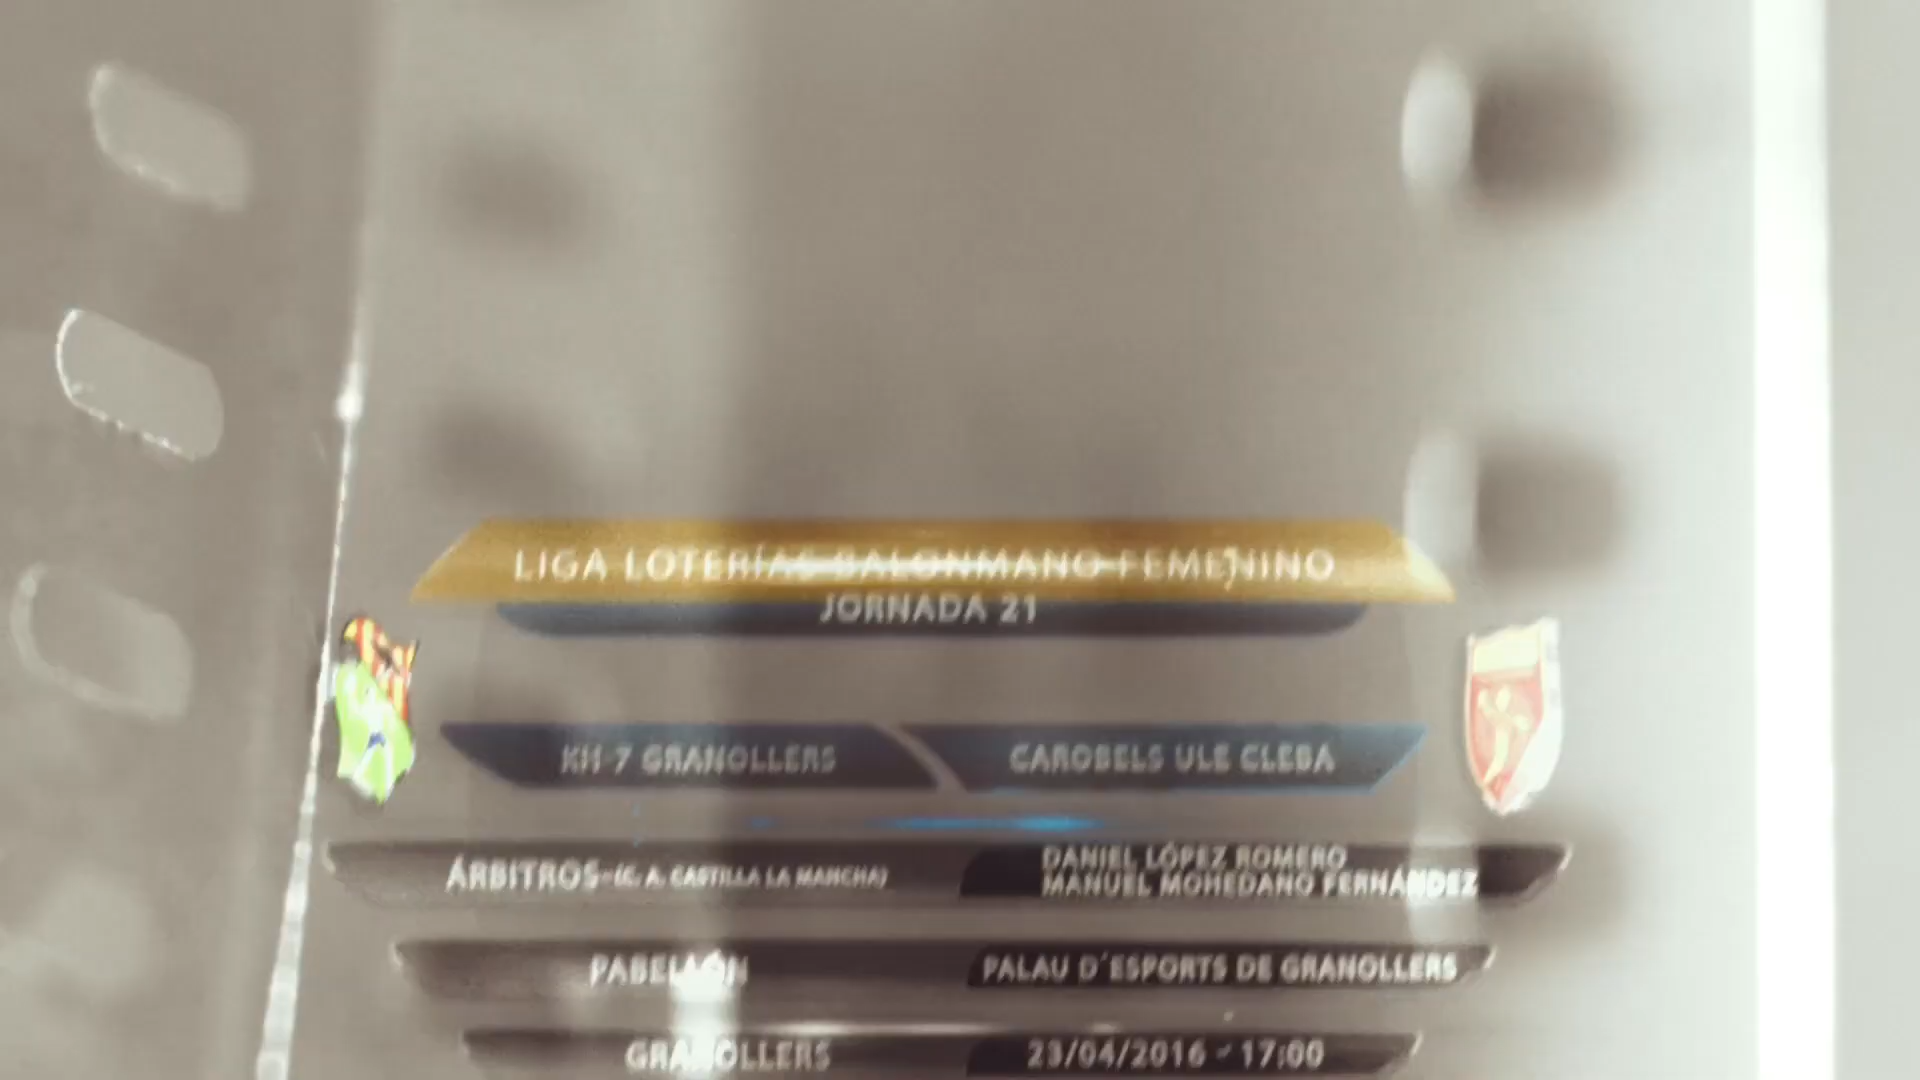 LIGA LOTERÍAS BALONMANO FEMENINO
JORNADA 21
KH-7 GRANOLLERS
CAROBELS ULE CLEBA
ÁRBITROS-(C. A. CASTILLA LA MANCHA)
DANIEL LÓPEZ ROMERO
MANUEL MOHEDANO FERNÁNDEZ
PABELLÓN
PALAU D´ESPORTS DE GRANOLLERS
GRANOLLERS
23/04/2016 - 17:00